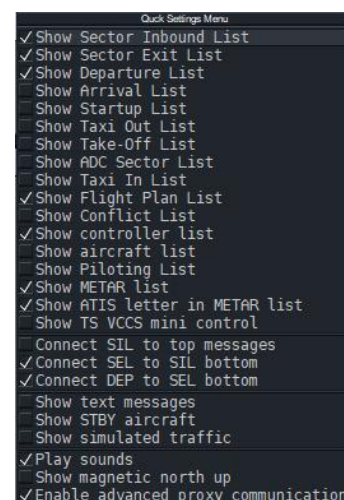 Quck Settings Menu
Show Sector Inbound List
Show Sector Exit List
Show Departure List
Show Arrival List
Show Startup List
Show Taxi Out List
Show Take-Off List
Show ADC Sector List
Show Taxi In List
Show Flight Plan List
Show Conflict List
Show controller list
Show aircraft list
Show Piloting List
Show METAR list
Show ATIS letter in METAR list
Show TS VCCS mini control
Connect SIL to top messages
Connect SEL to SIL bottom
Connect DEP to SEL bottom
Show text messages
Show STBY aircraft
Show simulated traffic
Play sounds
Show magnetic north up
Enable advanced proxy communication